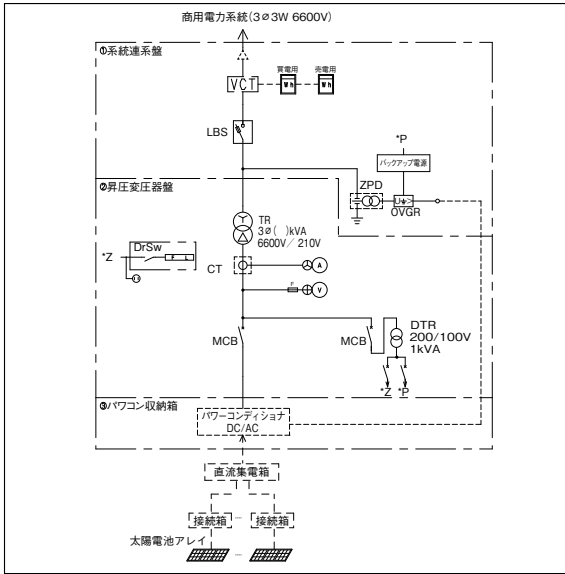 商用電力系統(3ø3W 6600V)
①系統連系盤
買電用
売電用
VCT
Wh
Wh
LBS
*P
バックアップ電源
②昇圧変圧器盤
ZPD
U⏚>
OVGR
TR
3ø( )kVA
6600V/210V
DrSw
*Z
F L
CT
A
F
V
MCB
MCB
DTR
200/100V
1kVA
*Z *P
③パワコン収納箱
パワーコンディショナ
DC/AC
直流集電箱
接続箱
接続箱
太陽電池アレイ